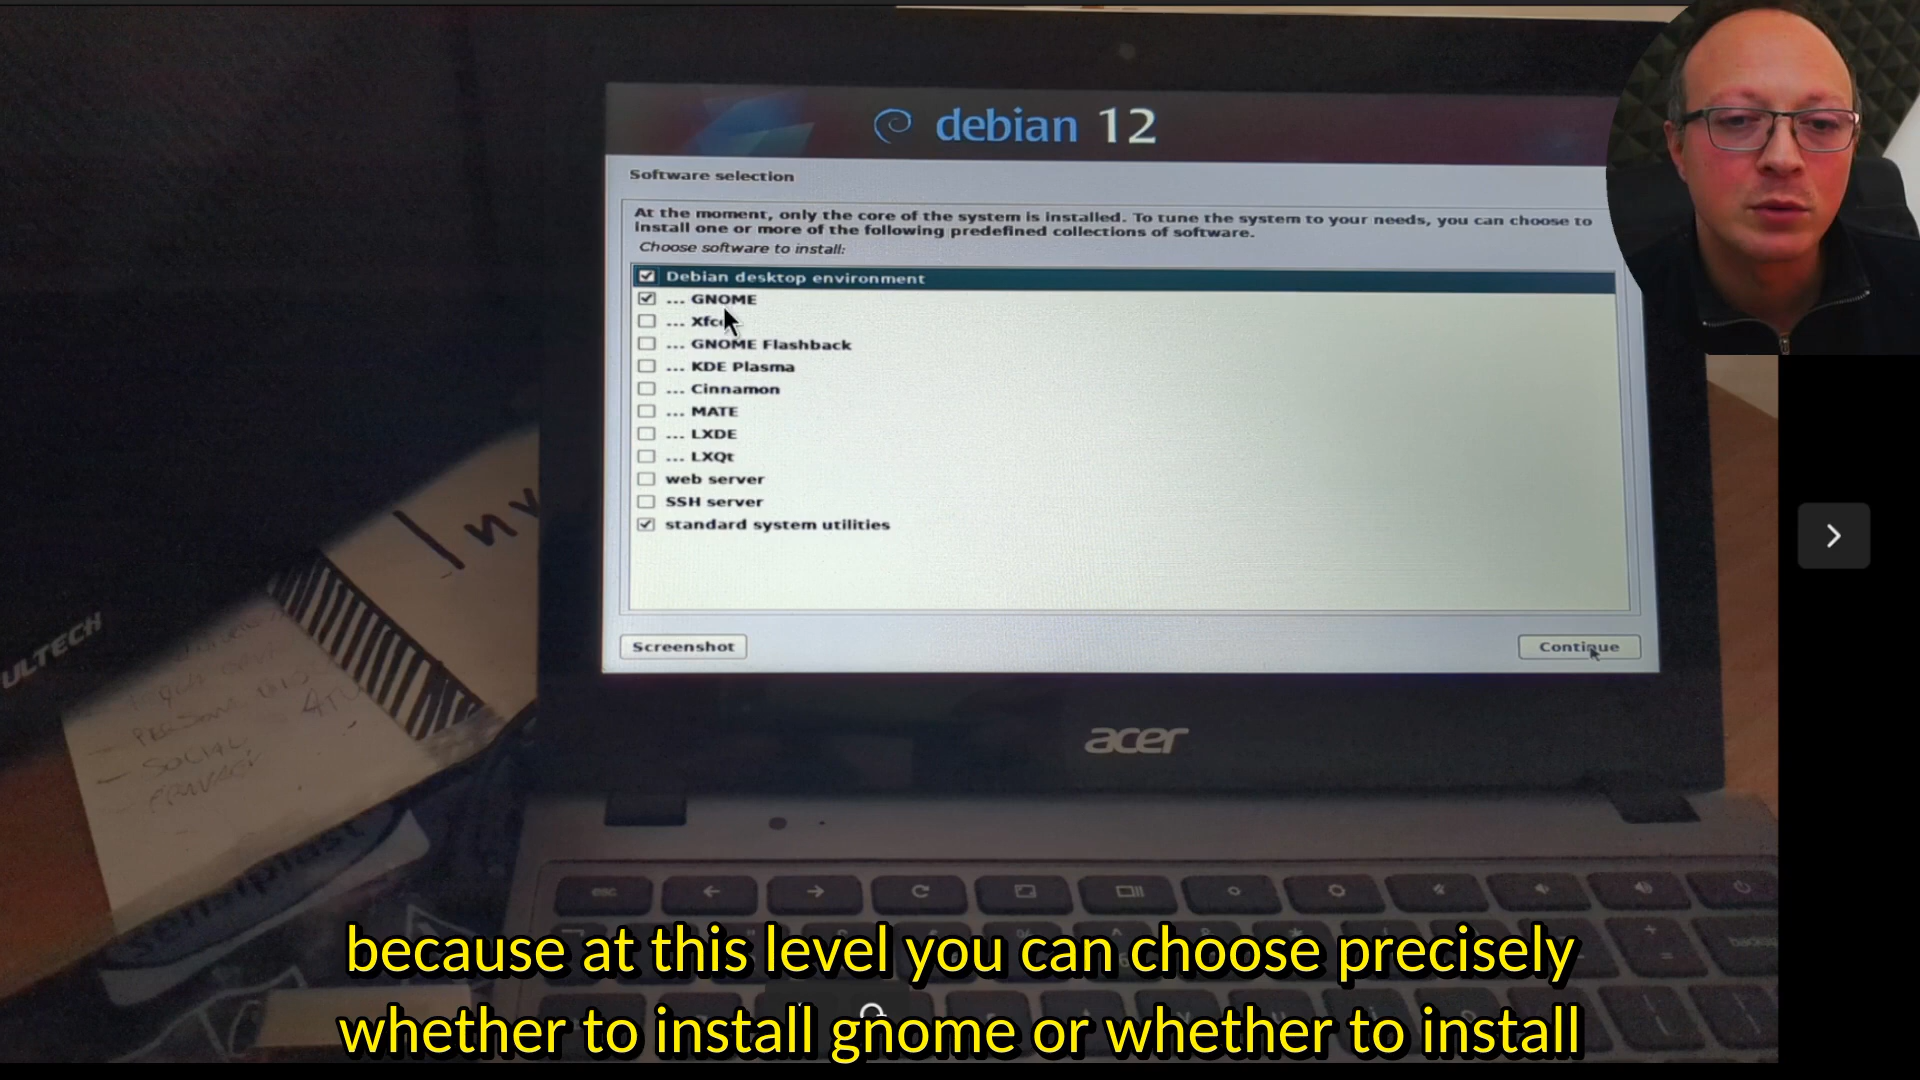 debian 12
Software selection
At the moment, only the core of the system is installed. To tune the system to your needs, you can choose to
install one or more of the following predefined collections of software.
Choose software to install:
Debian desktop environment
... GNOME
... Xfc
... GNOME Flashback
... KDE Plasma
... Cinnamon
... MATE
... LXDE
... LXQt
web server
SSH server
standard system utilities
Screenshot
Continue
Inv
ULTECH
SOCIAL
acer
esc
because at this level you can choose precisely
whether to install gnome or whether to install